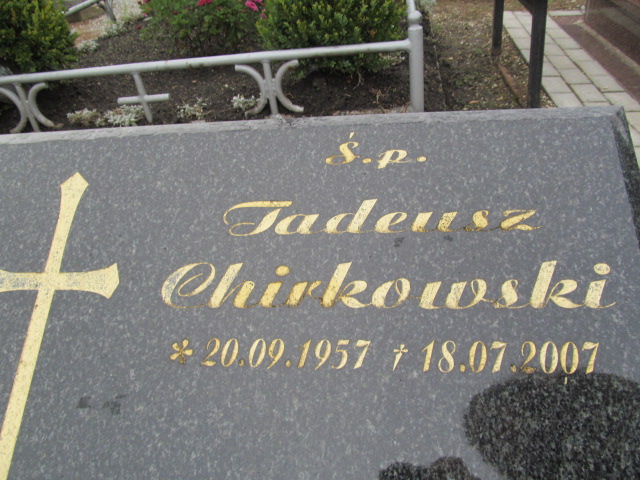 Ś.p.
Tadeusz
Chirkowski
* 20.09.1957 † 18.07.2007